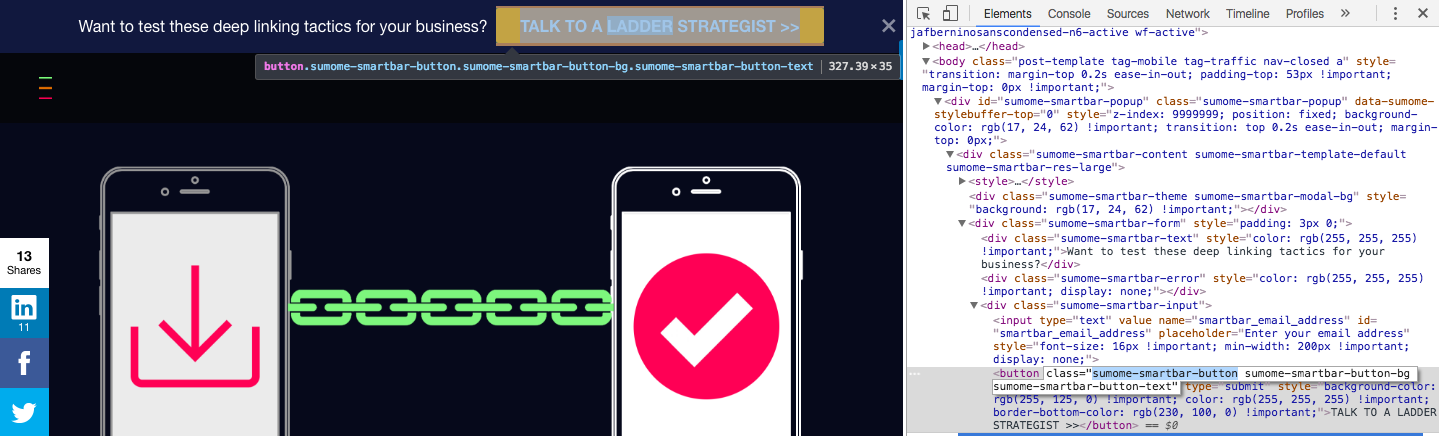 Want to test these deep linking tactics for your business? TALK TO A LADDER STRATEGIST >> ×
button.sumome-smartbar-button.sumome-smartbar-button-bg.sumome-smartbar-button-text | 327.39 × 35
13
Shares
in
11
f
Elements Console Sources Network Timeline Profiles »
jafberninosanscondensed-n6-active wf-active">
▶<head>…</head>
▼<body class="post-template tag-mobile tag-traffic nav-closed a" style=
"transition: margin-top 0.2s ease-in-out; padding-top: 53px !important;
margin-top: 0px !important;">
▼<div id="sumome-smartbar-popup" class="sumome-smartbar-popup" data-sumome-
stylebuffer-top="0" style="z-index: 9999999; position: fixed; background-
color: rgb(17, 24, 62) !important; transition: top 0.2s ease-in-out; margin-
top: 0px;">
▼<div class="sumome-smartbar-content sumome-smartbar-template-default
sumome-smartbar-res-large">
▶<style>…</style>
<div class="sumome-smartbar-theme sumome-smartbar-modal-bg" style=
"background: rgb(17, 24, 62) !important;"></div>
▼<div class="sumome-smartbar-form" style="padding: 3px 0;">
<div class="sumome-smartbar-text" style="color: rgb(255, 255, 255)
!important;">Want to test these deep linking tactics for your
business?</div>
<div class="sumome-smartbar-error" style="color: rgb(255, 255, 255)
!important; display: none;"></div>
▼<div class="sumome-smartbar-input">
<input type="text" value name="smartbar_email_address" id=
"smartbar_email_address" placeholder="Enter your email address"
style="font-size: 16px !important; min-width: 200px !important;
display: none;">
<button class="sumome-smartbar-button sumome-smartbar-button-bg
sumome-smartbar-button-text" type="submit" style="background-color:
rgb(255, 125, 0) !important; color: rgb(255, 255, 255) !important;
border-bottom-color: rgb(230, 100, 0) !important;">TALK TO A LADDER
STRATEGIST >></button> == $0